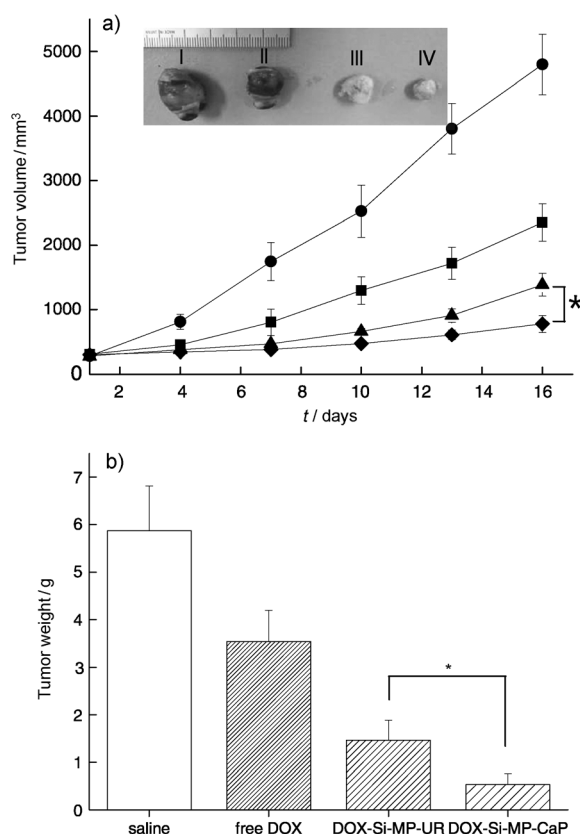 a)
I II III IV
Tumor volume / mm³
5000
4000
3000
2000
1000
0
*
2 4 6 8 10 12 14 16
t / days
b)
Tumor weight / g
7
6
5
4
3
2
1
0
*
saline free DOX DOX-Si-MP-UR DOX-Si-MP-CaP